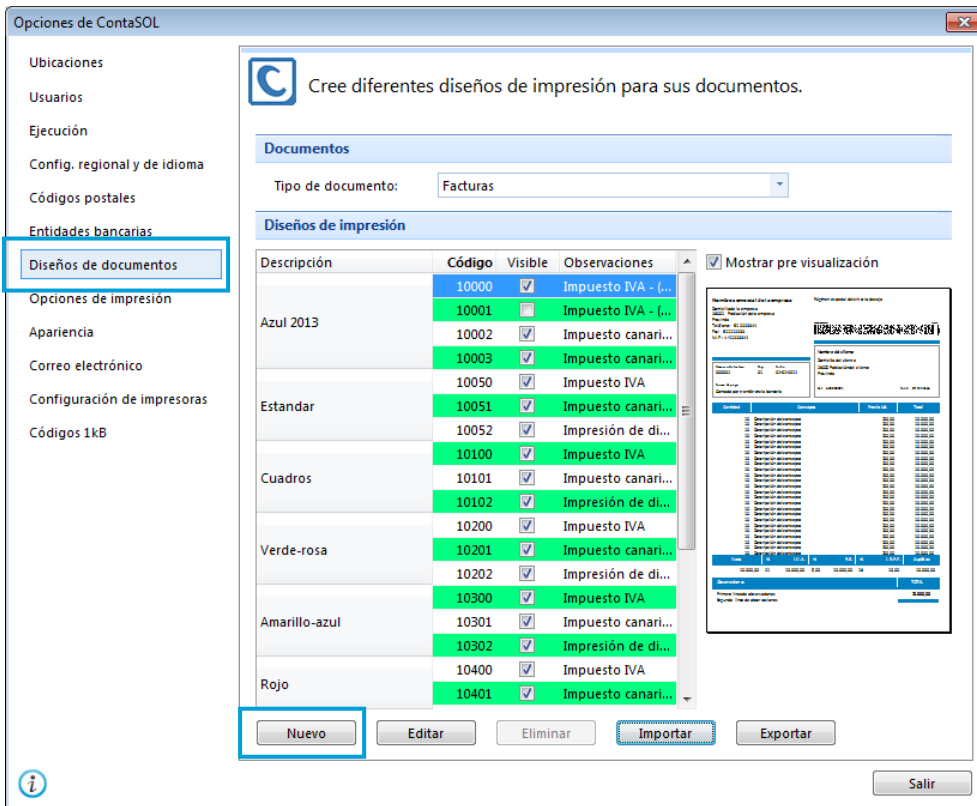 Opciones de ContaSOL
Ubicaciones
Usuarios
Ejecución
Config. regional y de idioma
Códigos postales
Entidades bancarias
Diseños de documentos
Opciones de impresión
Apariencia
Correo electrónico
Configuración de impresoras
Códigos 1kB
Cree diferentes diseños de impresión para sus documentos.
Documentos
Tipo de documento: Facturas
Diseños de impresión
Descripción Código Visible Observaciones
Azul 2013
10000 Impuesto IVA - (...
10001 Impuesto IVA - (...
10002 Impuesto canari...
10003 Impuesto canari...
Estandar
10050 Impuesto IVA
10051 Impuesto canari...
10052 Impresión de di...
Cuadros
10100 Impuesto IVA
10101 Impuesto canari...
10102 Impresión de di...
Verde-rosa
10200 Impuesto IVA
10201 Impuesto canari...
10202 Impresión de di...
Amarillo-azul
10300 Impuesto IVA
10301 Impuesto canari...
10302 Impresión de di...
Rojo
10400 Impuesto IVA
10401 Impuesto canari...
Mostrar pre visualización
Nuevo Editar Eliminar Importar Exportar
Salir